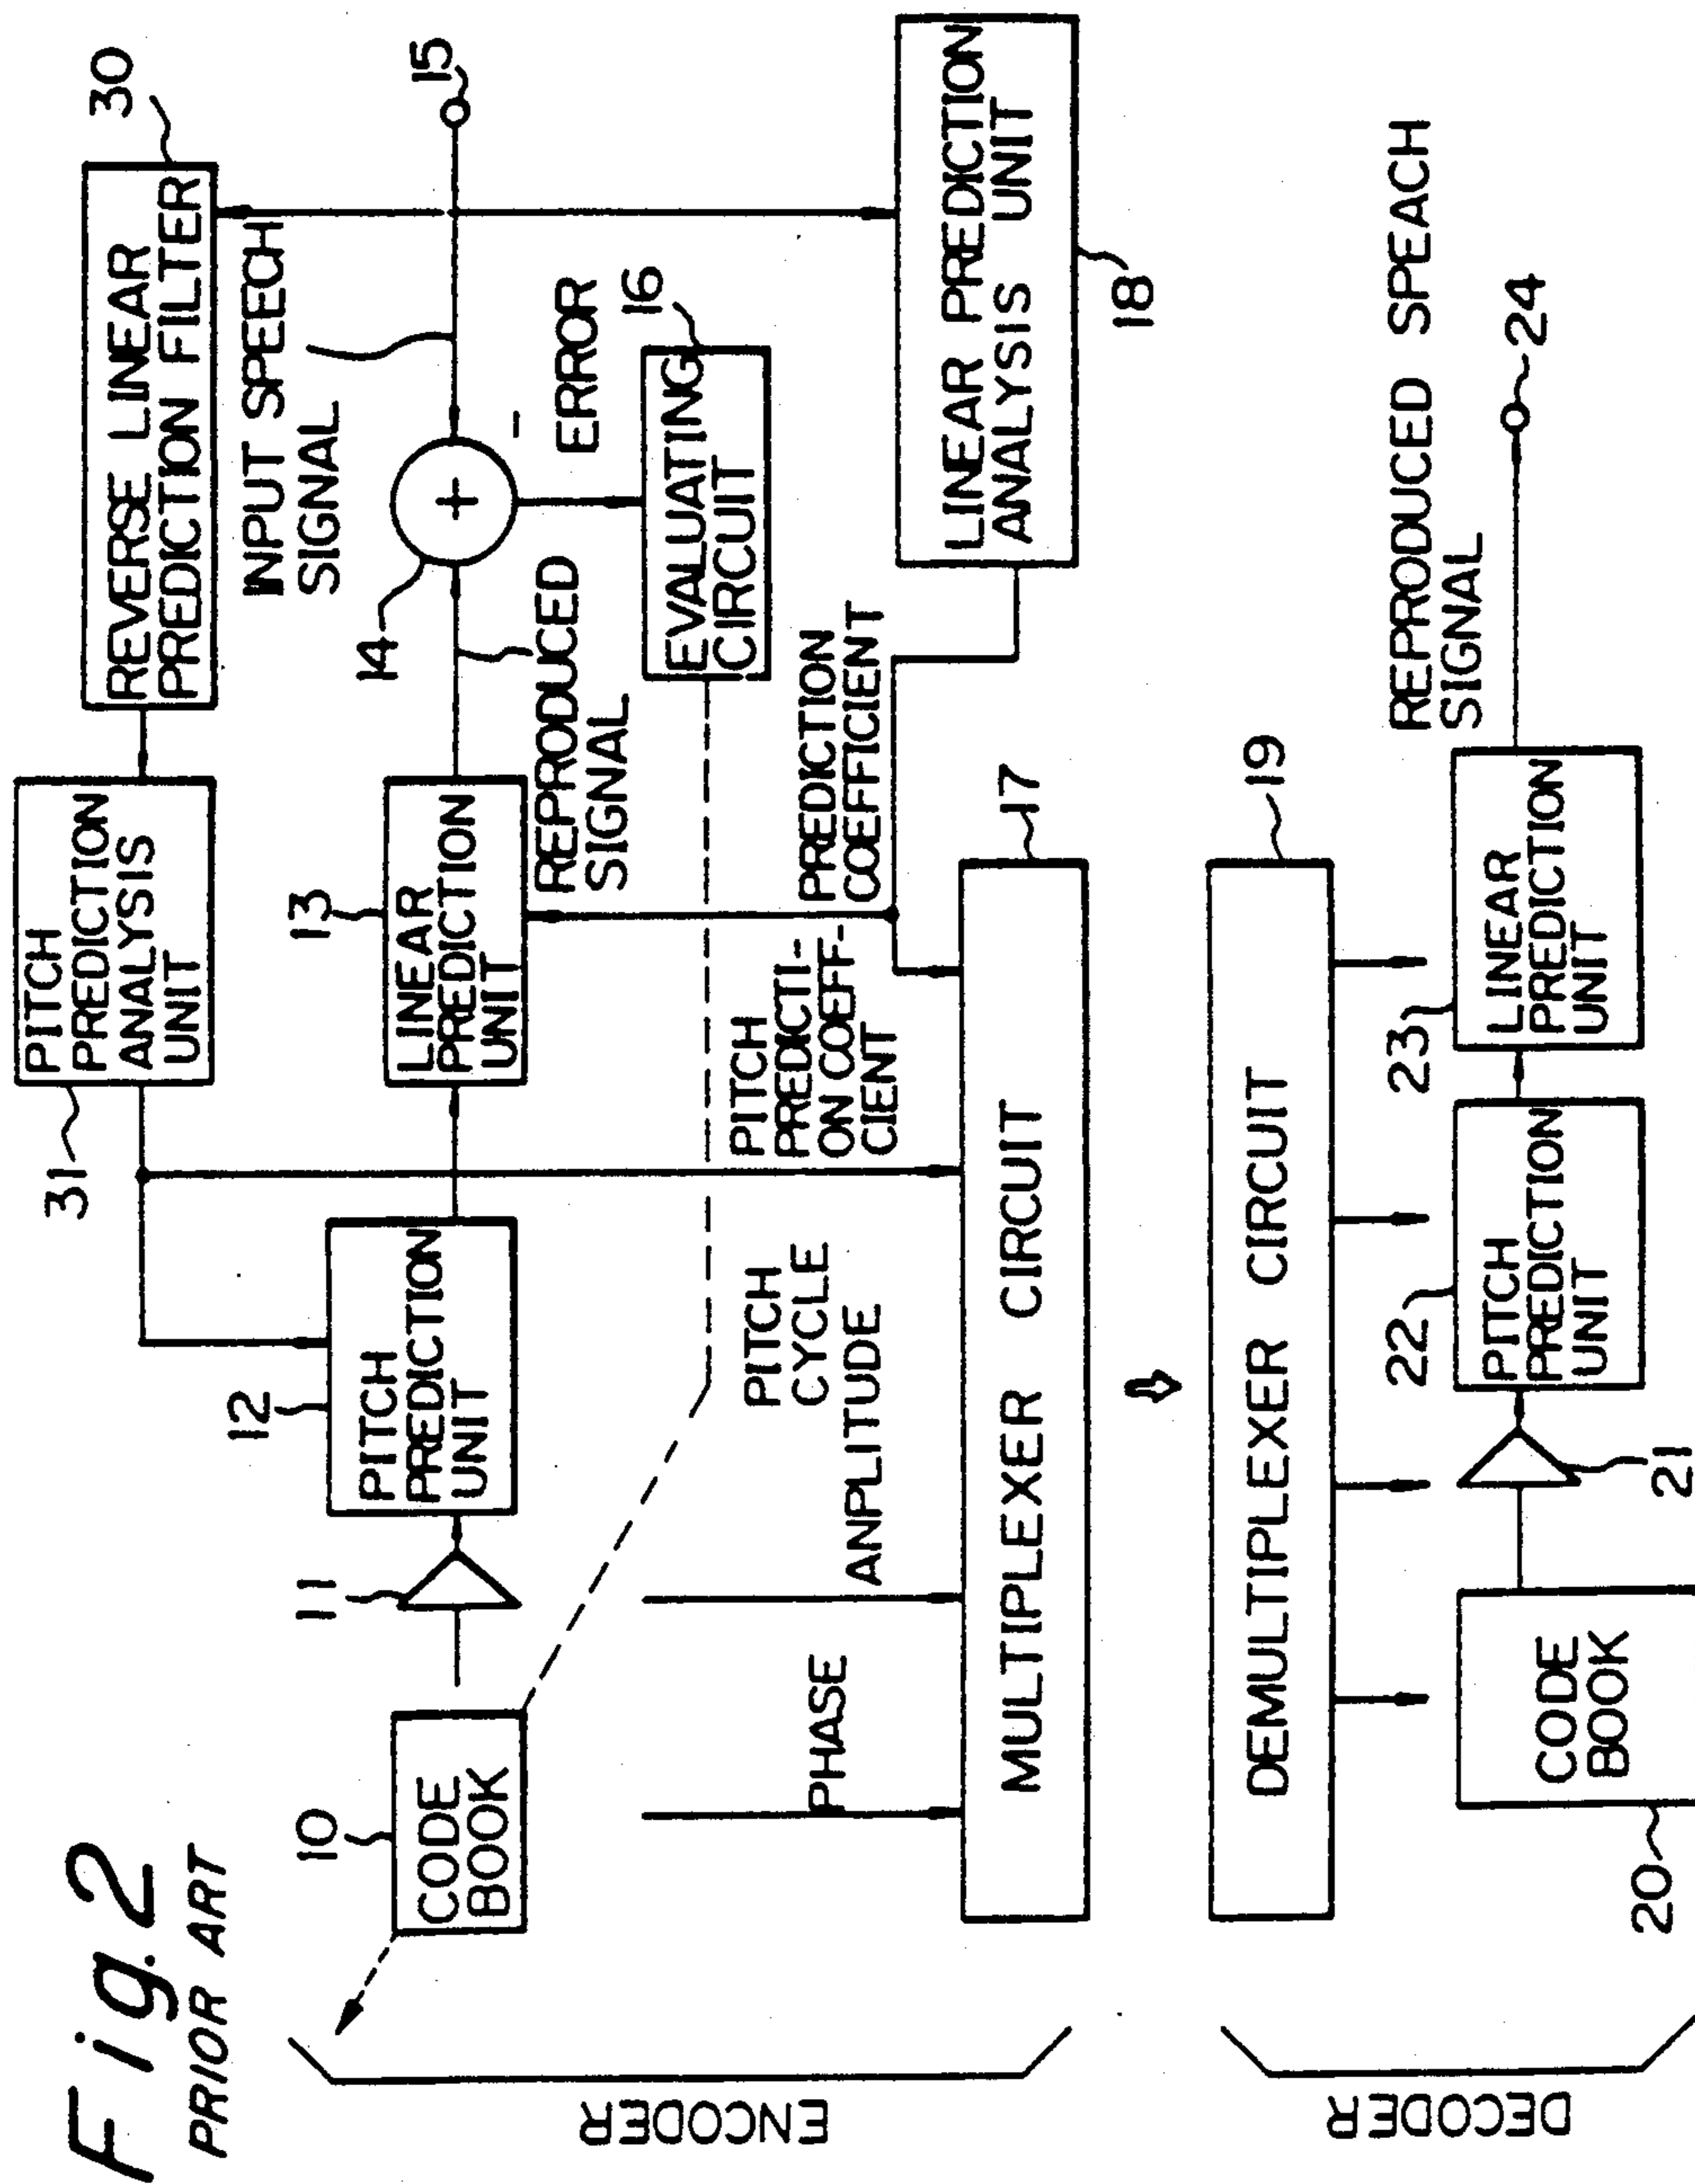 Fig. 2
PRIOR ART
ENCODER
31
PITCH
PREDICTION
ANALYSIS
UNIT
30
REVERSE LINEAR
PREDICTION FILTER
INPUT SPEECH
SIGNAL
10
CODE
BOOK
11
12
PITCH
PREDICTION
UNIT
13
LINEAR
PREDICTION
UNIT
REPRODUCED
SIGNAL
14
+
-
15
ERROR
16
EVALUATING
CIRCUIT
PHASE
ANPLITUDE
PITCH
CYCLE
PITCH
PREDICTI-
ON COEFF-
CIENT
PREDICTION
COEFFICIENT
LINEAR PREDICTION
ANALYSIS UNIT
18
17
MULTIPLEXER CIRCUIT
DECODER
19
DEMULTIPLEXER CIRCUIT
20
CODE
BOOK
21
22
PITCH
PREDICTION
UNIT
23
LINEAR
PREDICTION
UNIT
REPRODUCED SPEACH
SIGNAL
24